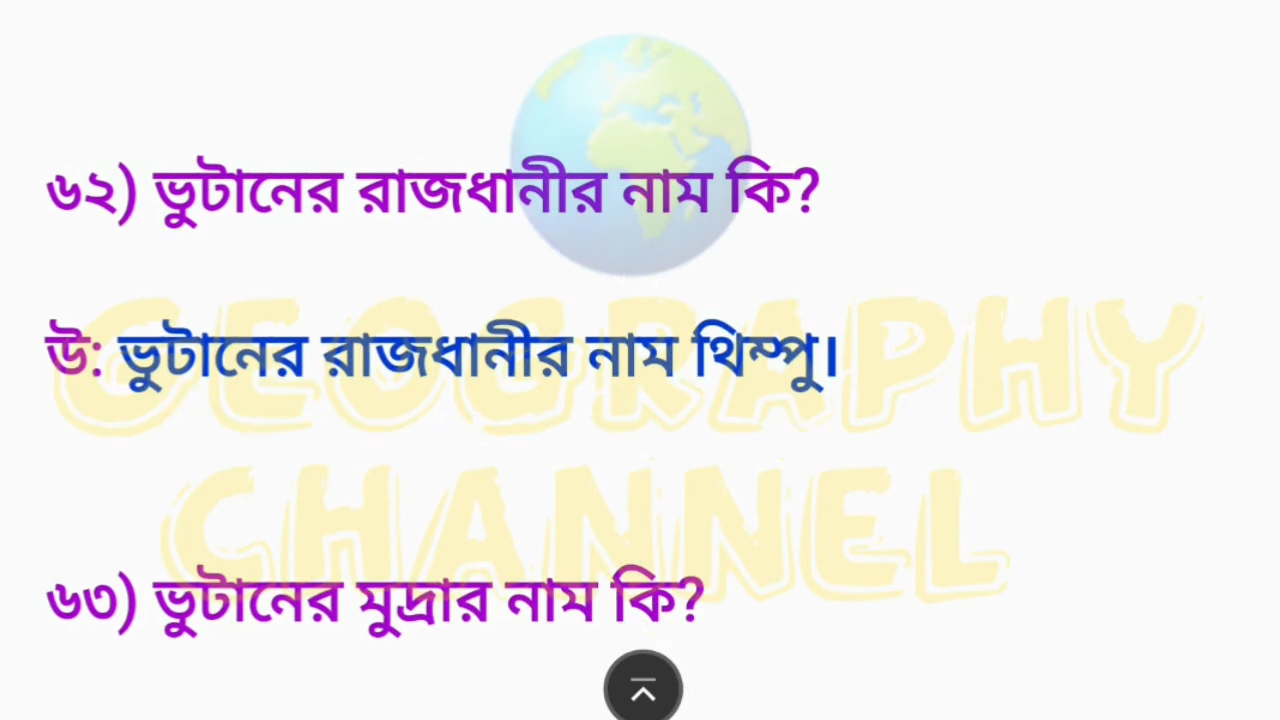 ৬২) ভুটানের রাজধানীর নাম কি?
উ: ভুটানের রাজধানীর নাম থিম্পু।
GEOGRAPHY
CHANNEL
৬৩) ভুটানের মুদ্রার নাম কি?